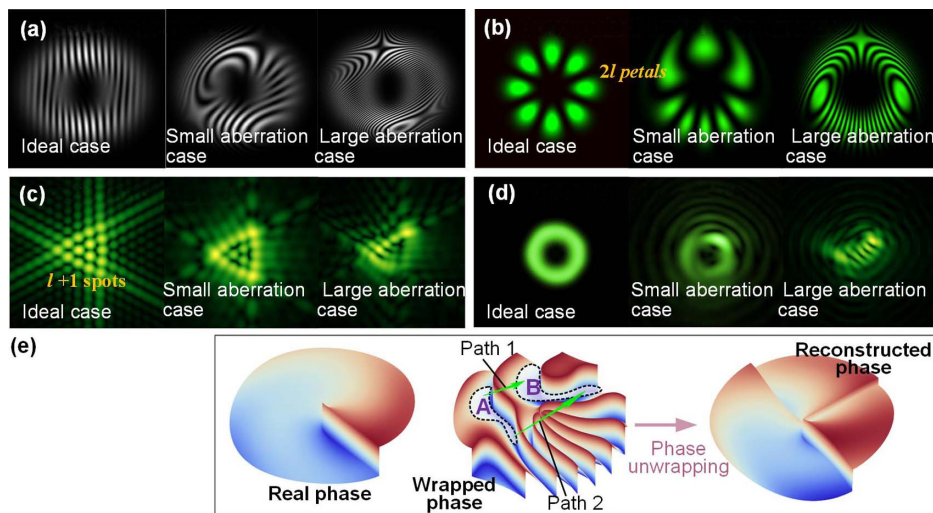 (a)
Ideal case
Small aberration
case
Large aberration
case
(b)
2l petals
Ideal case
Small aberration
case
Large aberration
case
(c)
l +1 spots
Ideal case
Small aberration
case
Large aberration
case
(d)
Ideal case
Small aberration
case
Large aberration
case
(e)
Real phase
Path 1
A
B
Wrapped
phase
Path 2
Phase
unwrapping
Reconstructed
phase